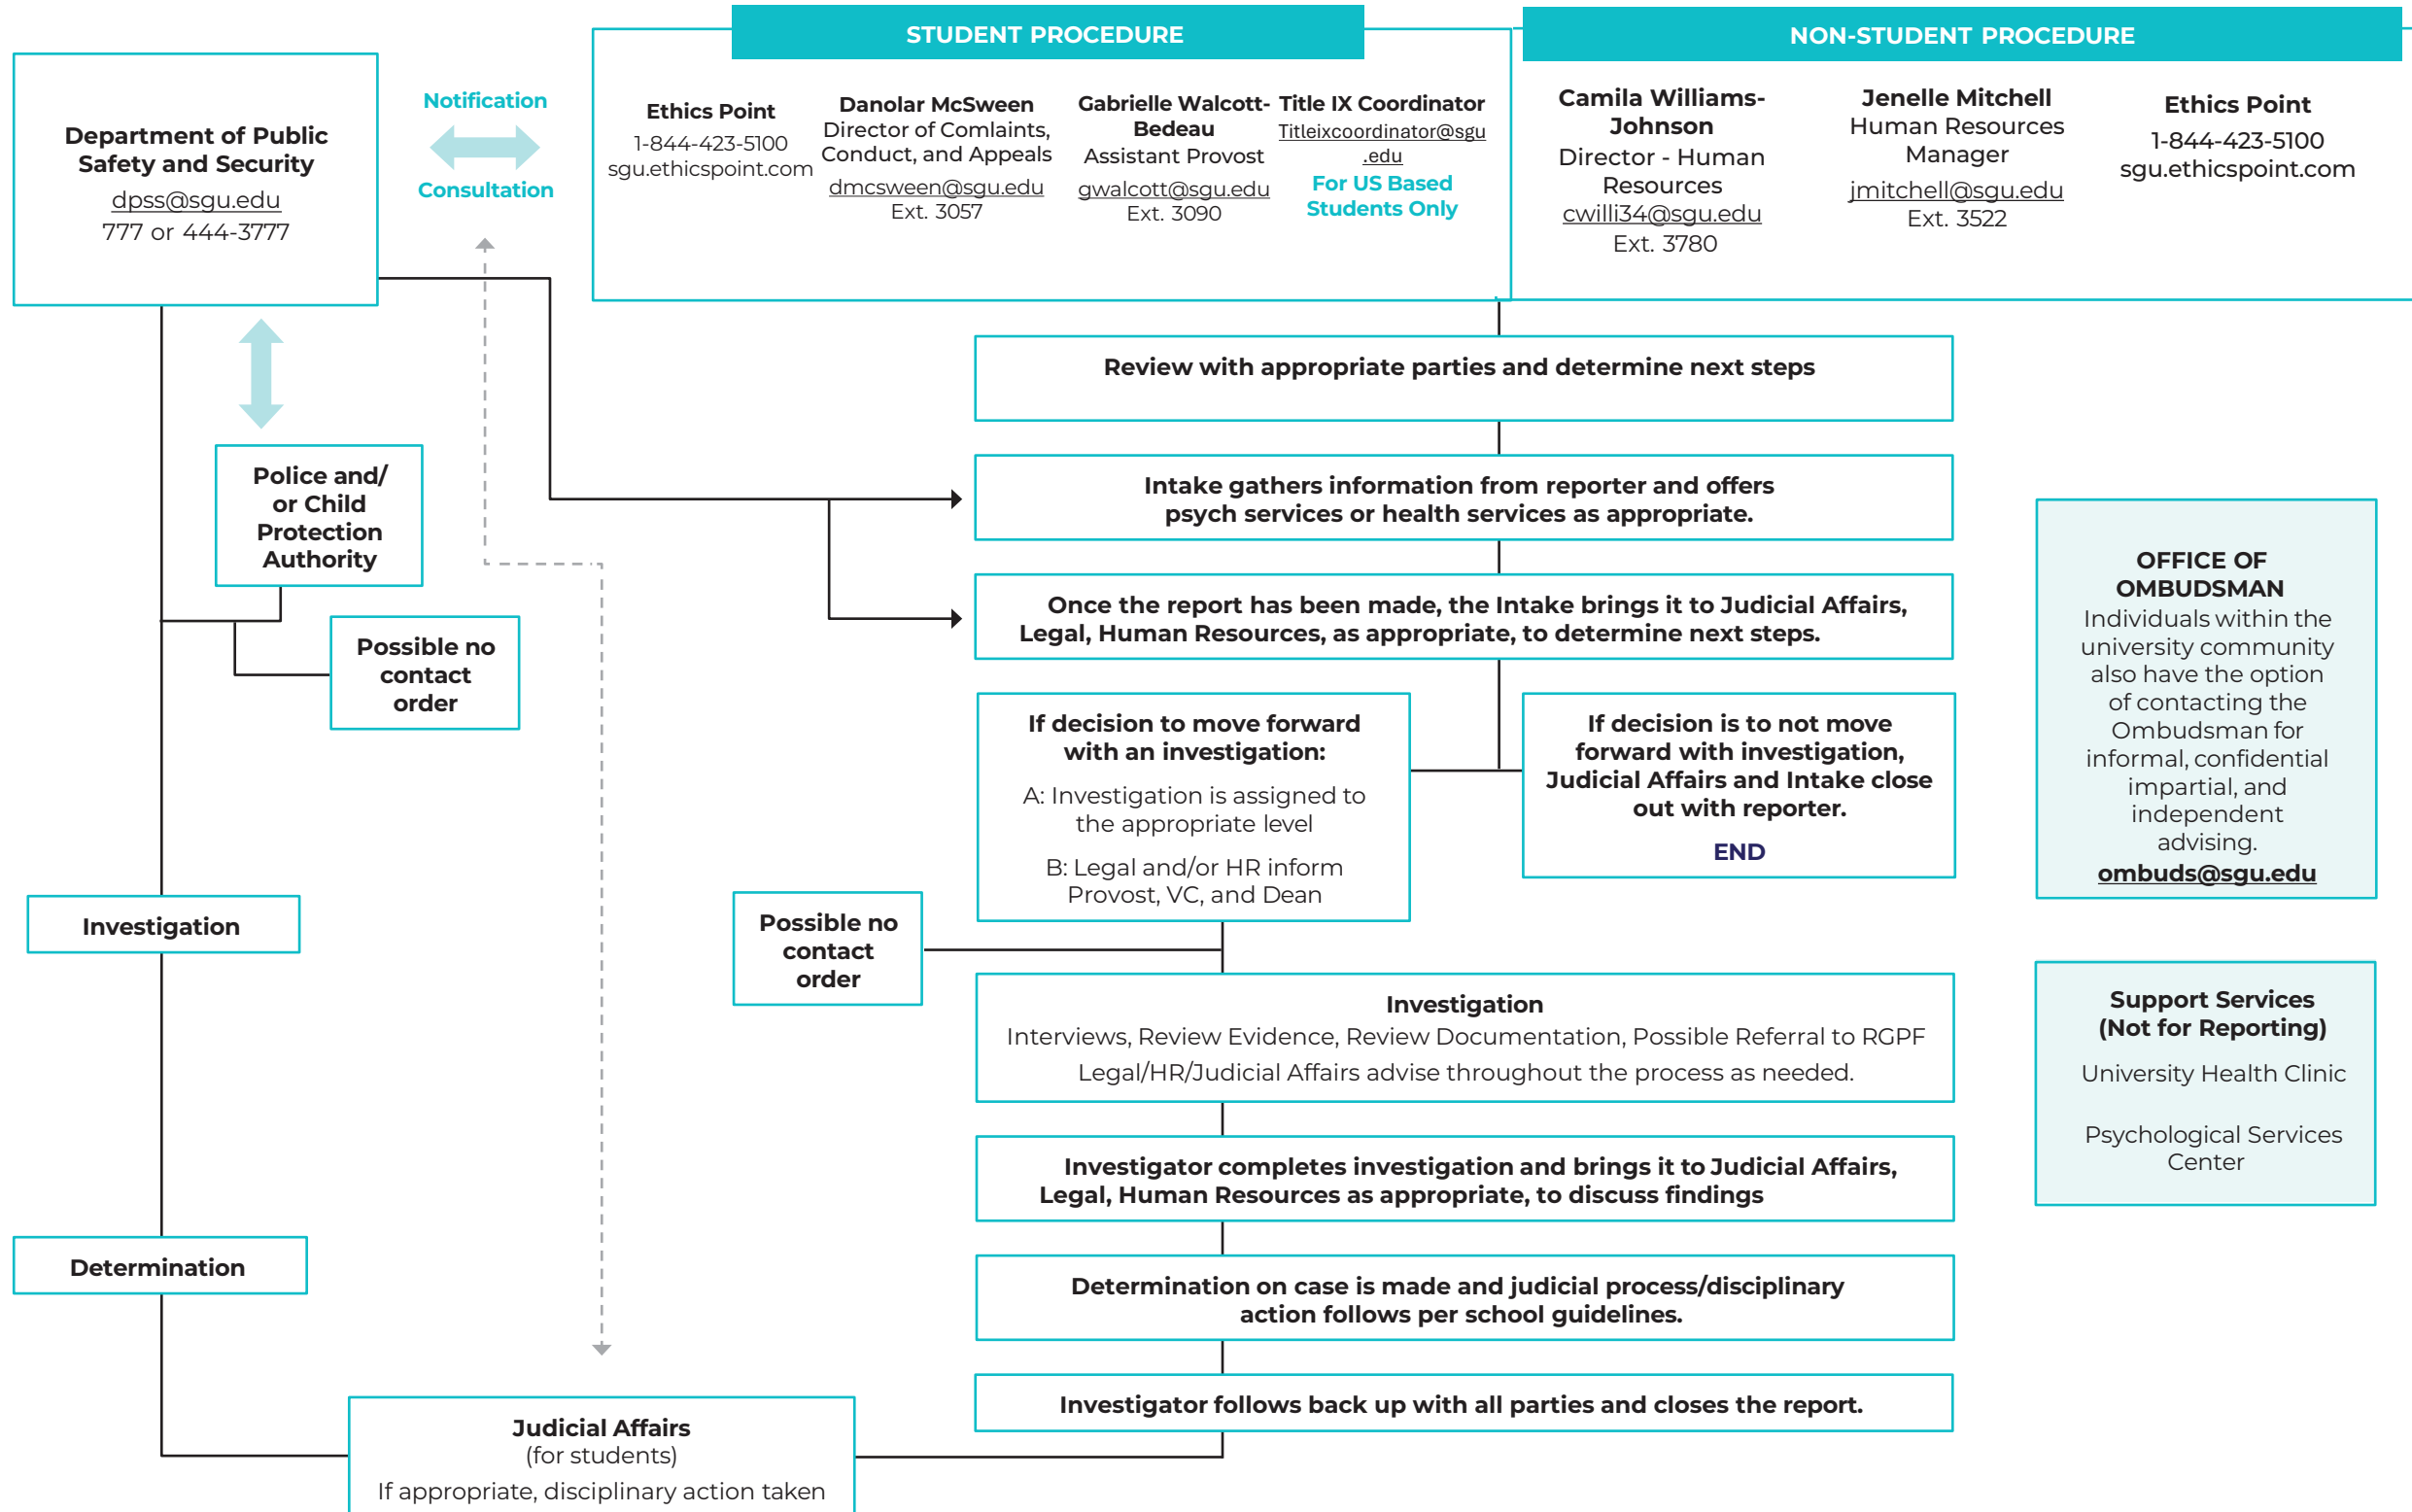 STUDENT PROCEDURE
NON-STUDENT PROCEDURE
Department of Public
Safety and Security
dpss@sgu.edu
777 or 444-3777
Notification
Consultation
Ethics Point
1-844-423-5100
sgu.ethicspoint.com
Danolar McSween
Director of Comlaints,
Conduct, and Appeals
dmcsween@sgu.edu
Ext. 3057
Gabrielle Walcott-
Bedeau
Assistant Provost
gwalcott@sgu.edu
Ext. 3090
Title IX Coordinator
Titleixcoordinator@sgu
.edu
For US Based
Students Only
Camila Williams-
Johnson
Director - Human
Resources
cwilli34@sgu.edu
Ext. 3780
Jenelle Mitchell
Human Resources
Manager
jmitchell@sgu.edu
Ext. 3522
Ethics Point
1-844-423-5100
sgu.ethicspoint.com
Review with appropriate parties and determine next steps
Police and/
or Child
Protection
Authority
Intake gathers information from reporter and offers
psych services or health services as appropriate.
Once the report has been made, the Intake brings it to Judicial Affairs,
Legal, Human Resources, as appropriate, to determine next steps.
Possible no
contact
order
If decision to move forward
with an investigation:
A: Investigation is assigned to
the appropriate level
B: Legal and/or HR inform
Provost, VC, and Dean
If decision is to not move
forward with investigation,
Judicial Affairs and Intake close
out with reporter.
END
OFFICE OF
OMBUDSMAN
Individuals within the
university community
also have the option
of contacting the
Ombudsman for
informal, confidential
impartial, and
independent
advising.
ombuds@sgu.edu
Investigation
Possible no
contact
order
Investigation
Interviews, Review Evidence, Review Documentation, Possible Referral to RGPF
Legal/HR/Judicial Affairs advise throughout the process as needed.
Support Services
(Not for Reporting)
University Health Clinic
Psychological Services
Center
Investigator completes investigation and brings it to Judicial Affairs,
Legal, Human Resources as appropriate, to discuss findings
Determination
Determination on case is made and judicial process/disciplinary
action follows per school guidelines.
Investigator follows back up with all parties and closes the report.
Judicial Affairs
(for students)
If appropriate, disciplinary action taken